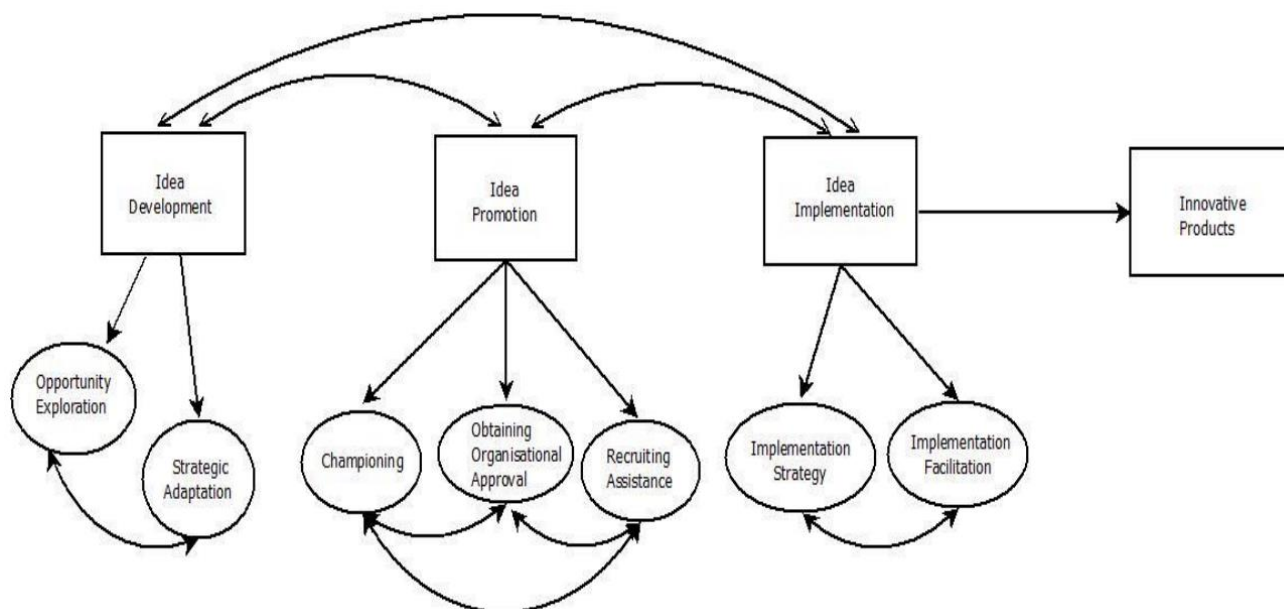 Idea
Development
Idea
Promotion
Idea
Implementation
Innovative
Products
Opportunity
Exploration
Strategic
Adaptation
Championing
Obtaining
Organisational
Approval
Recruiting
Assistance
Implementation
Strategy
Implementation
Facilitation